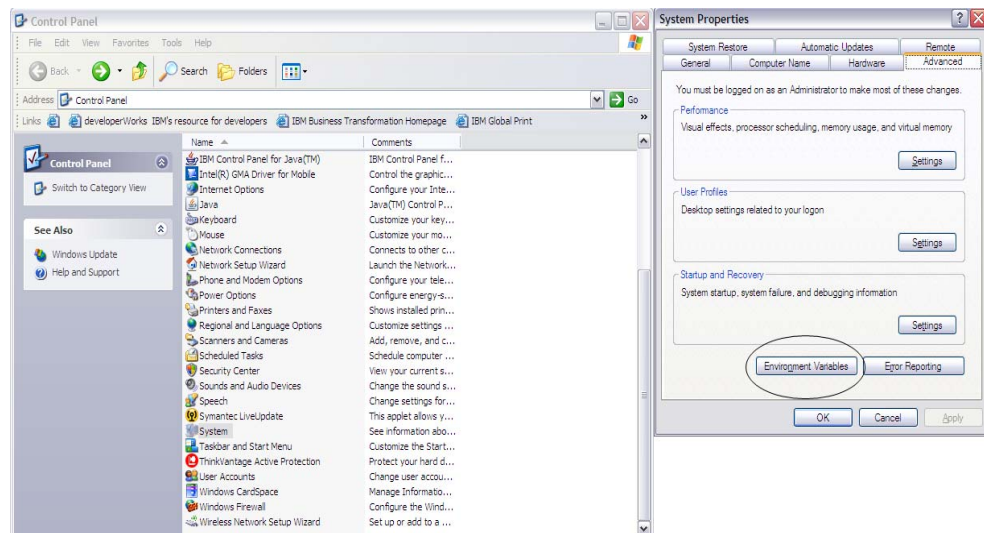 Control Panel
File Edit View Favorites Tools Help
Back Search Folders
Address Control Panel Go
Links developerWorks IBM's resource for developers IBM Business Transformation Homepage IBM Global Print »
Control Panel
Switch to Category View
See Also
Windows Update
Help and Support
Name Comments
IBM Control Panel for Java(TM) IBM Control Panel f...
Intel(R) GMA Driver for Mobile Control the graphic...
Internet Options Configure your Inte...
Java Java(TM) Control P...
Keyboard Customize your key...
Mouse Customize your mo...
Network Connections Connects to other c...
Network Setup Wizard Launch the Network...
Phone and Modem Options Configure your tele...
Power Options Configure energy-s...
Printers and Faxes Shows installed prin...
Regional and Language Options Customize settings ...
Scanners and Cameras Add, remove, and c...
Scheduled Tasks Schedule computer ...
Security Center View your current s...
Sounds and Audio Devices Change the sound s...
Speech Change settings for...
Symantec LiveUpdate This applet allows y...
System See information abo...
Taskbar and Start Menu Customize the Start...
ThinkVantage Active Protection Protect your hard d...
User Accounts Change user accou...
Windows CardSpace Manage Informatio...
Windows Firewall Configure the Wind...
Wireless Network Setup Wizard Set up or add to a ...
System Properties
System Restore Automatic Updates Remote
General Computer Name Hardware Advanced
You must be logged on as an Administrator to make most of these changes.
Performance
Visual effects, processor scheduling, memory usage, and virtual memory
Settings
User Profiles
Desktop settings related to your logon
Settings
Startup and Recovery
System startup, system failure, and debugging information
Settings
Environment Variables Error Reporting
OK Cancel Apply